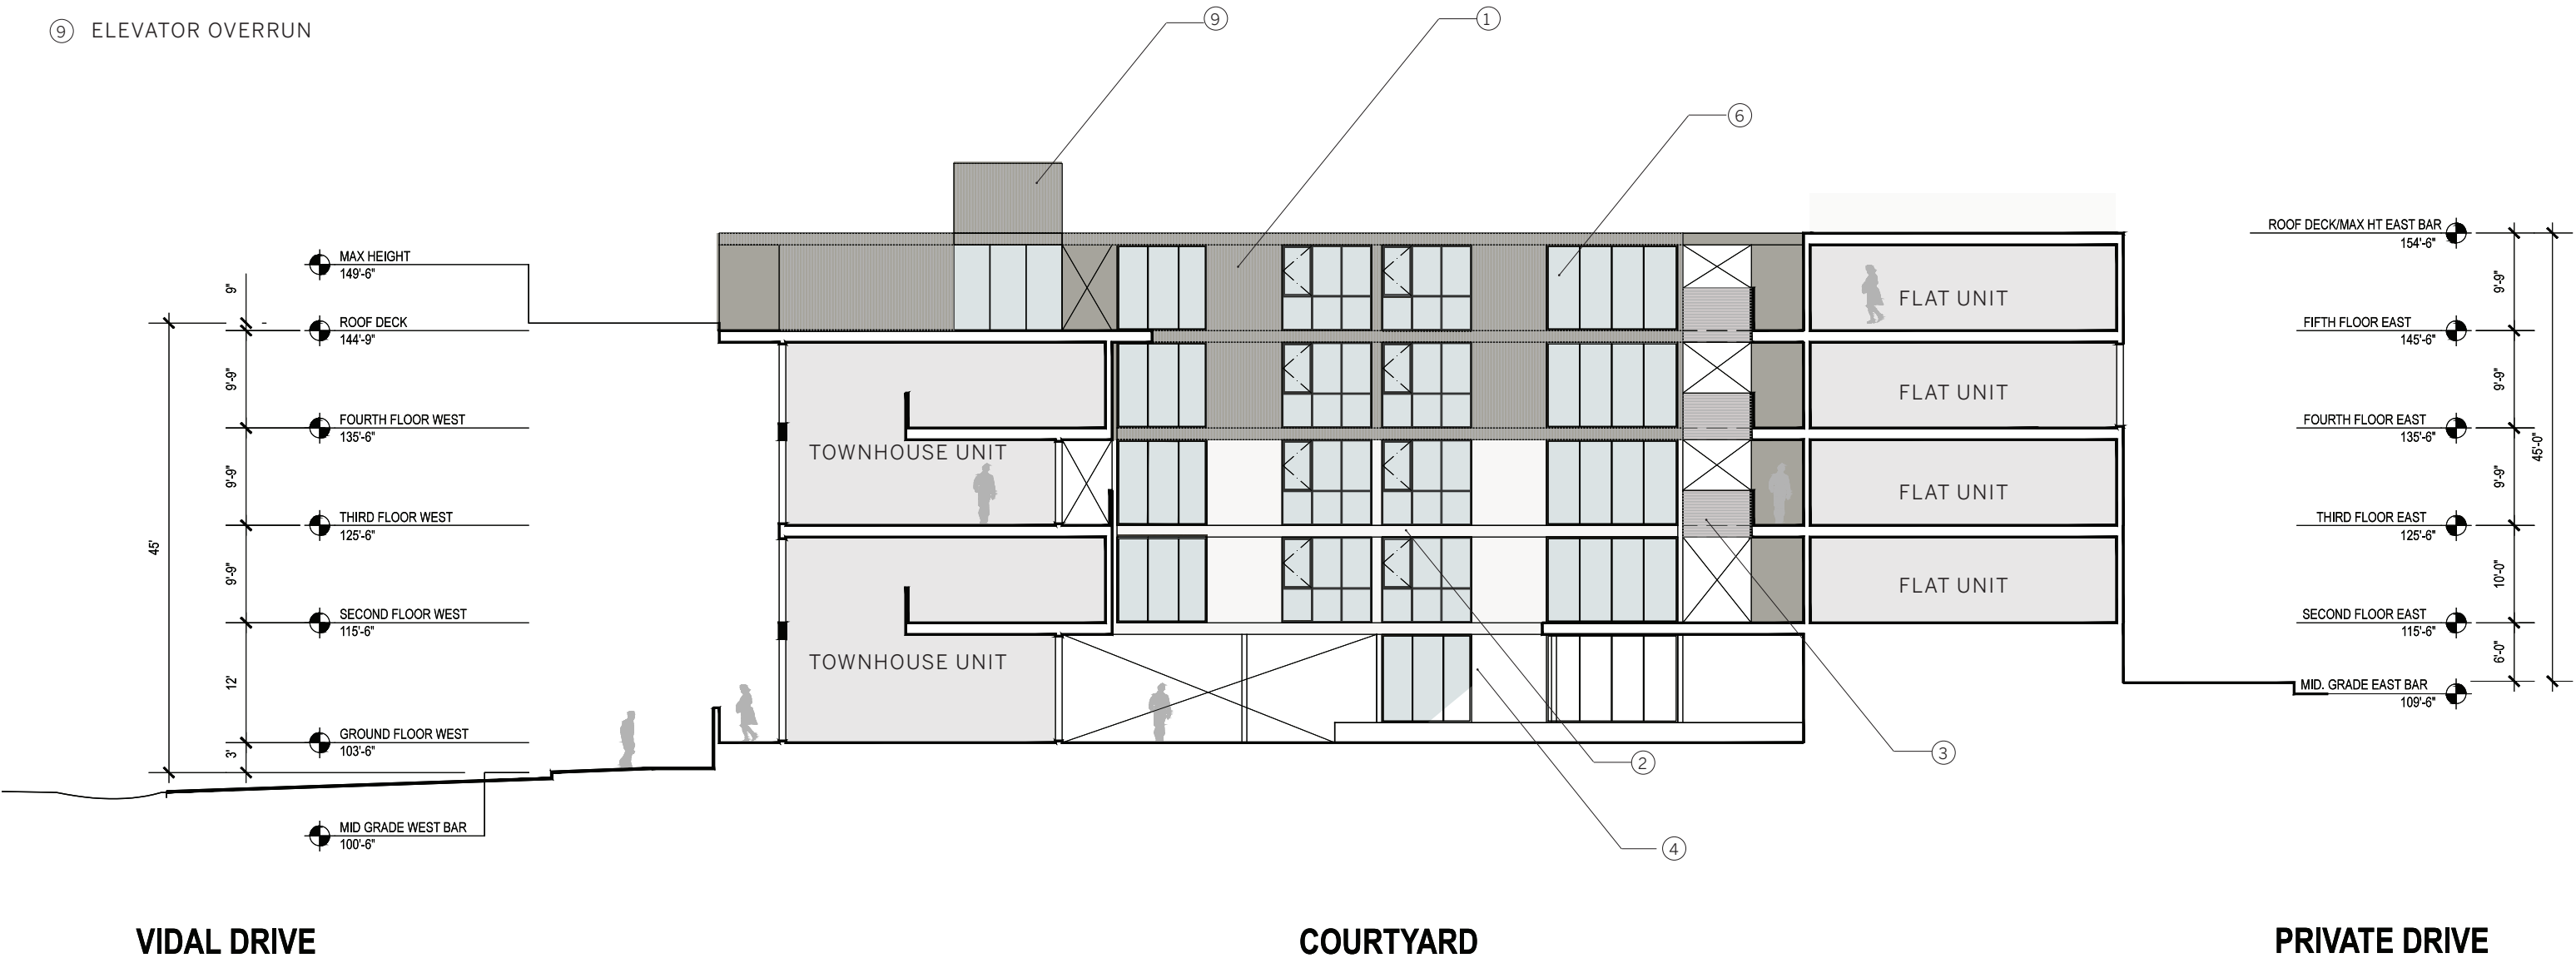 9 ELEVATOR OVERRUN
9
1
6
MAX HEIGHT
149'-6"
ROOF DECK
144'-9"
FOURTH FLOOR WEST
135'-6"
THIRD FLOOR WEST
125'-6"
SECOND FLOOR WEST
115'-6"
GROUND FLOOR WEST
103'-6"
MID GRADE WEST BAR
100'-6"
9"
9'-9"
9'-9"
9'-9"
12'
3'
45'
TOWNHOUSE UNIT
TOWNHOUSE UNIT
FLAT UNIT
FLAT UNIT
FLAT UNIT
FLAT UNIT
2
3
4
ROOF DECK/MAX HT EAST BAR
154'-6"
FIFTH FLOOR EAST
145'-6"
FOURTH FLOOR EAST
135'-6"
THIRD FLOOR EAST
125'-6"
SECOND FLOOR EAST
115'-6"
MID. GRADE EAST BAR
109'-6"
9'-9"
9'-9"
9'-9"
10'-0"
6'-0"
45'-0"
VIDAL DRIVE
COURTYARD
PRIVATE DRIVE